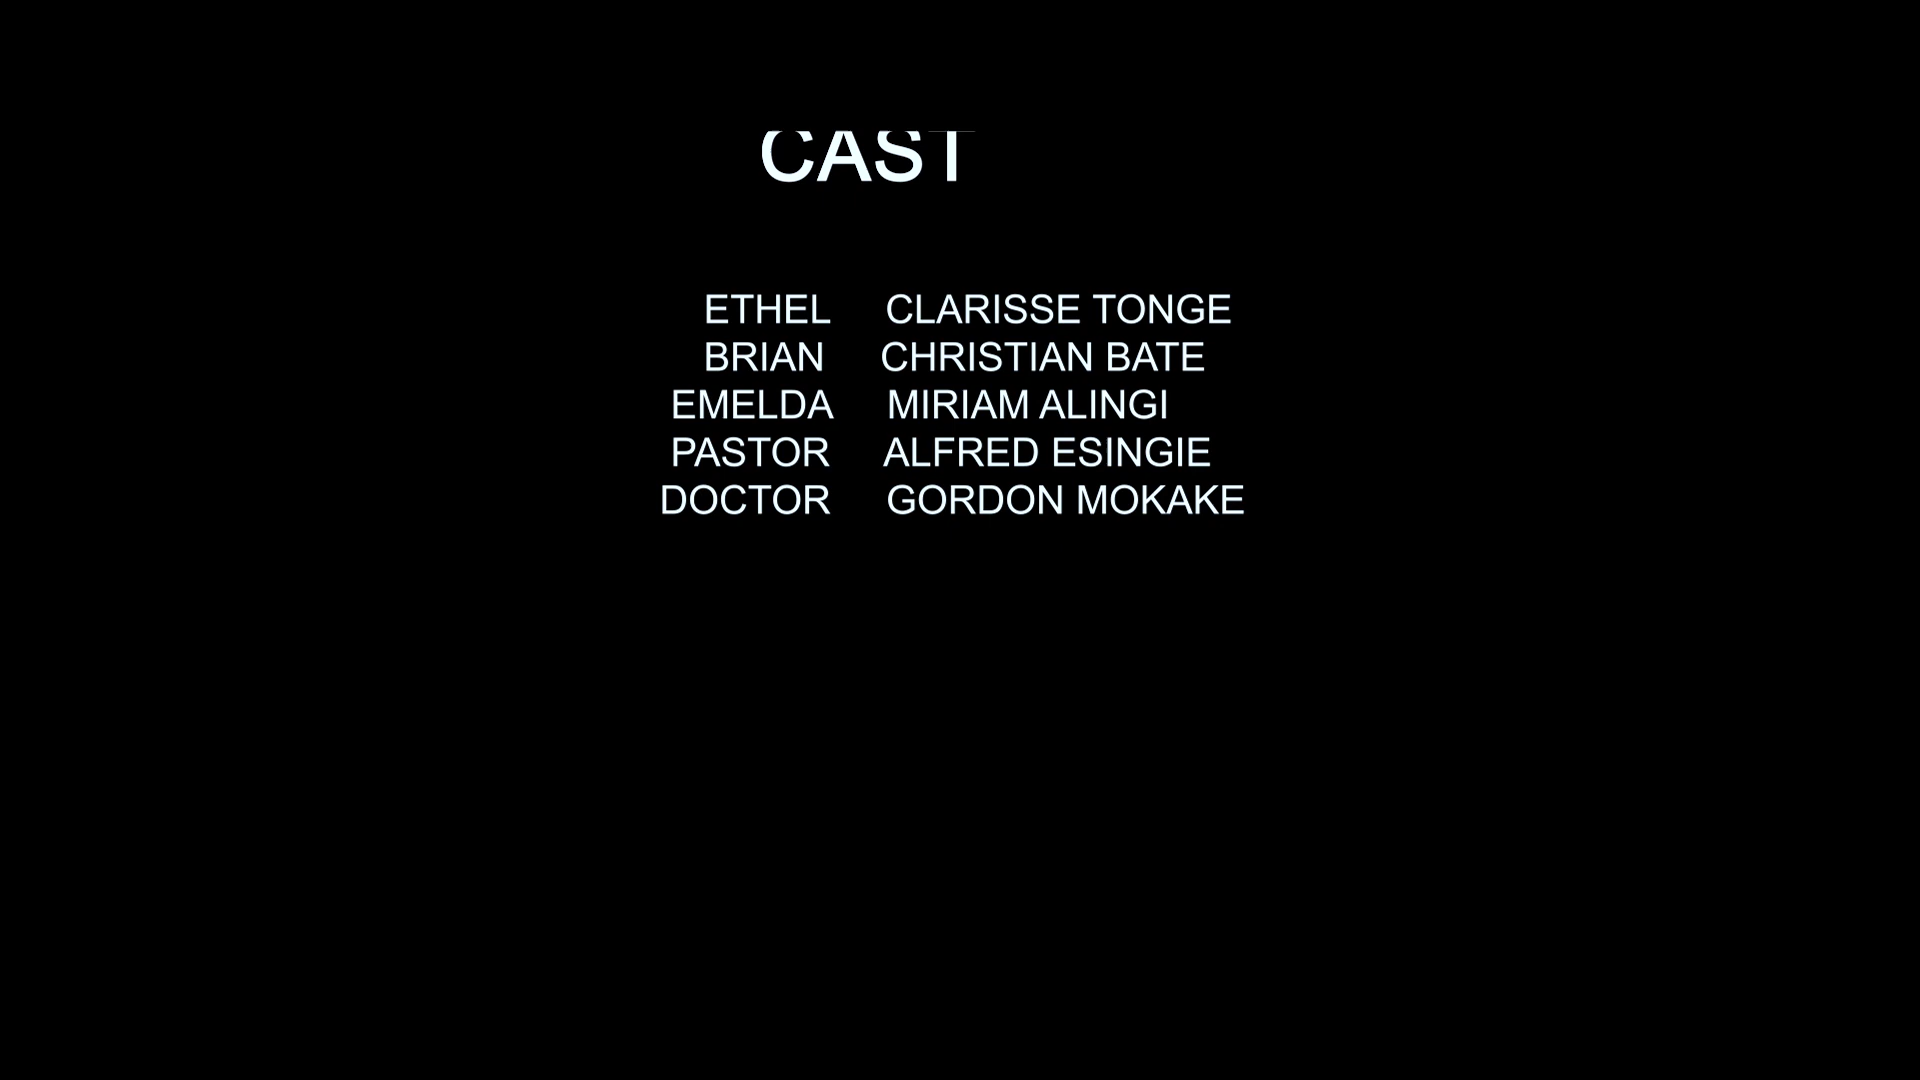 CAST
ETHEL CLARISSE TONGE
BRIAN CHRISTIAN BATE
EMELDA MIRIAM ALINGI
PASTOR ALFRED ESINGIE
DOCTOR GORDON MOKAKE